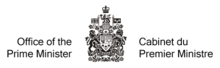 Office of the
Prime Minister
Cabinet du
Premier Ministre